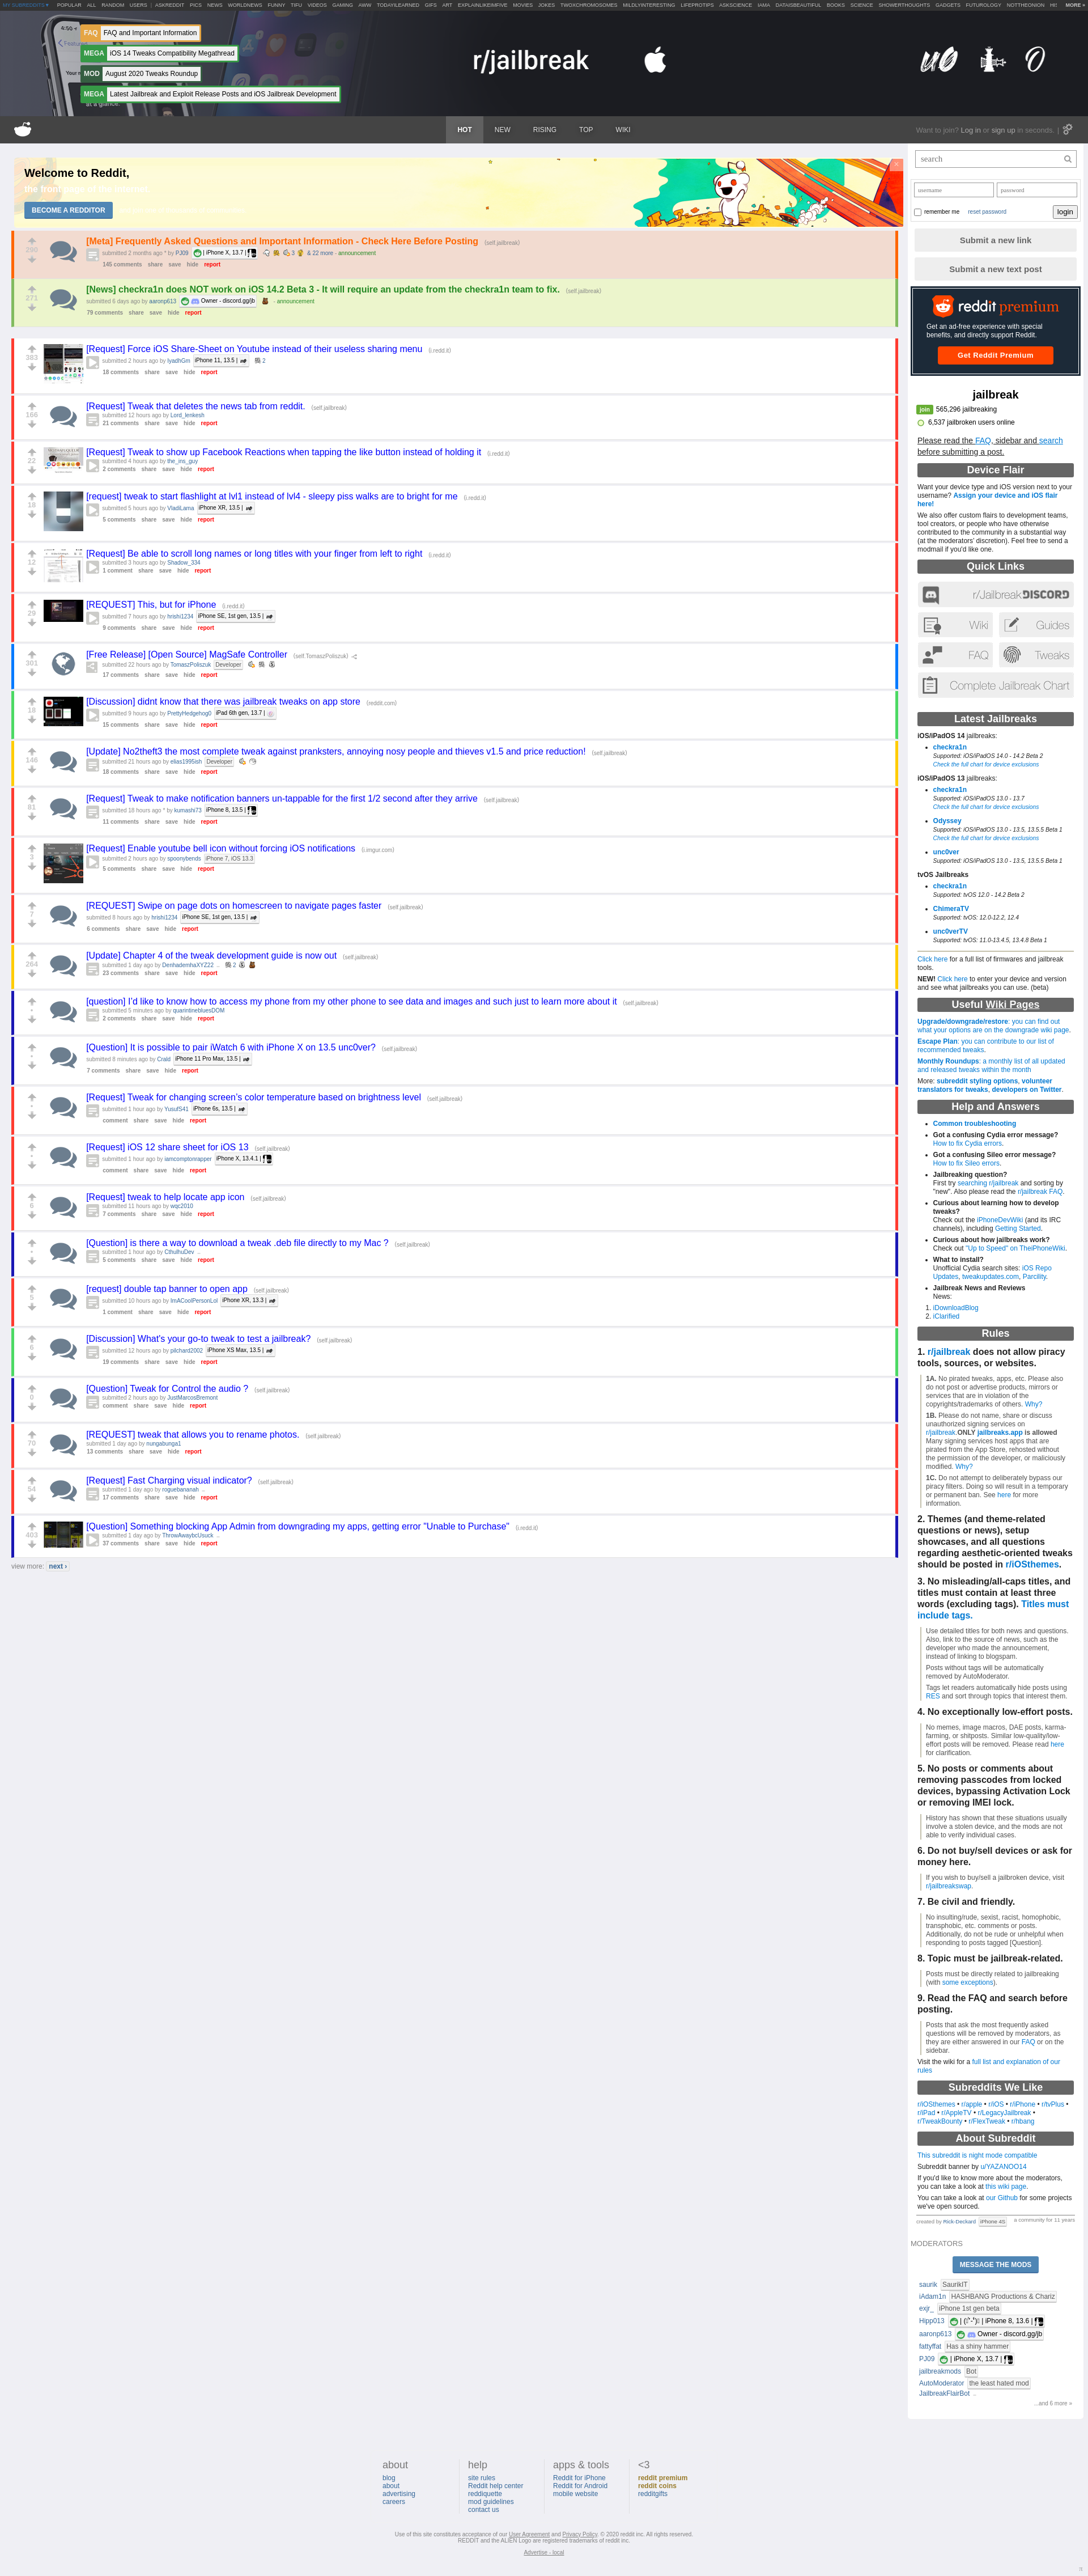 MY SUBREDDITS ▾ POPULAR ALL RANDOM USERS | ASKREDDIT PICS NEWS WORLDNEWS FUNNY TIFU VIDEOS GAMING AWW TODAYILEARNED GIFS ART EXPLAINLIKEIMFIVE MOVIES JOKES TWOXCHROMOSOMES MILDLYINTERESTING LIFEPROTIPS ASKSCIENCE IAMA DATAISBEAUTIFUL BOOKS SCIENCE SHOWERTHOUGHTS GADGETS FUTUROLOGY NOTTHEONION MORE »
FAQ FAQ and Important Information
MEGA iOS 14 Tweaks Compatibility Megathread
MOD August 2020 Tweaks Roundup
MEGA Latest Jailbreak and Exploit Release Posts and iOS Jailbreak Development
r/jailbreak
HOT NEW RISING TOP WIKI
Want to join? Log in or sign up in seconds. |
Welcome to Reddit,
the front page of the internet.
BECOME A REDDITOR
290
[Meta] Frequently Asked Questions and Important Information - Check Here Before Posting (self.jailbreak)
submitted 2 months ago * by PJ09 | iPhone X, 13.7 | 3 & 22 more - announcement
145 comments share save hide report
271
[News] checkra1n does NOT work on iOS 14.2 Beta 3 - It will require an update from the checkra1n team to fix. (self.jailbreak)
submitted 6 days ago by aaronp613 Owner - discord.gg/jb - announcement
79 comments share save hide report
383
[Request] Force iOS Share-Sheet on Youtube instead of their useless sharing menu (i.redd.it)
submitted 2 hours ago by IyadhGm iPhone 11, 13.5 | 2
18 comments share save hide report
166
[Request] Tweak that deletes the news tab from reddit. (self.jailbreak)
submitted 12 hours ago by Lord_Ienkesh
21 comments share save hide report
22
[Request] Tweak to show up Facebook Reactions when tapping the like button instead of holding it (i.redd.it)
submitted 4 hours ago by the_ins_guy
2 comments share save hide report
18
[request] tweak to start flashlight at lvl1 instead of lvl4 - sleepy piss walks are to bright for me (i.redd.it)
submitted 5 hours ago by VladiLama iPhone XR, 13.5 |
5 comments share save hide report
12
[Request] Be able to scroll long names or long titles with your finger from left to right (i.redd.it)
submitted 3 hours ago by Shadow_334
1 comment share save hide report
29
[REQUEST] This, but for iPhone (i.redd.it)
submitted 7 hours ago by hrishi1234 iPhone SE, 1st gen, 13.5 |
9 comments share save hide report
301
[Free Release] [Open Source] MagSafe Controller (self.TomaszPoliszuk)
submitted 22 hours ago by TomaszPoliszuk Developer
17 comments share save hide report
18
[Discussion] didnt know that there was jailbreak tweaks on app store (reddit.com)
submitted 9 hours ago by PrettyHedgehog0 iPad 6th gen, 13.7 |
15 comments share save hide report
146
[Update] No2theft3 the most complete tweak against pranksters, annoying nosy people and thieves v1.5 and price reduction! (self.jailbreak)
submitted 21 hours ago by elias1995ish Developer
18 comments share save hide report
81
[Request] Tweak to make notification banners un-tappable for the first 1/2 second after they arrive (self.jailbreak)
submitted 18 hours ago * by kumashi73 iPhone 8, 13.5 |
11 comments share save hide report
3
[Request] Enable youtube bell icon without forcing iOS notifications (i.imgur.com)
submitted 2 hours ago by spoonybends iPhone 7, iOS 13.3
5 comments share save hide report
7
[REQUEST] Swipe on page dots on homescreen to navigate pages faster (self.jailbreak)
submitted 8 hours ago by hrishi1234 iPhone SE, 1st gen, 13.5 |
6 comments share save hide report
264
[Update] Chapter 4 of the tweak development guide is now out (self.jailbreak)
submitted 1 day ago by DenhademhaXYZ22 . 2
23 comments share save hide report
•
[question] I'd like to know how to access my phone from my other phone to see data and images and such just to learn more about it (self.jailbreak)
submitted 5 minutes ago by quarintinebluesDOM
2 comments share save hide report
•
[Question] It is possible to pair iWatch 6 with iPhone X on 13.5 unc0ver? (self.jailbreak)
submitted 8 minutes ago by Crald iPhone 11 Pro Max, 13.5 |
7 comments share save hide report
•
[Request] Tweak for changing screen's color temperature based on brightness level (self.jailbreak)
submitted 1 hour ago by YusufS41 iPhone 6s, 13.5 |
comment share save hide report
•
[Request] iOS 12 share sheet for iOS 13 (self.jailbreak)
submitted 1 hour ago by iamcomptonrapper iPhone X, 13.4.1 |
comment share save hide report
6
[Request] tweak to help locate app icon (self.jailbreak)
submitted 11 hours ago by wqc2010
7 comments share save hide report
•
[Question] is there a way to download a tweak .deb file directly to my Mac ? (self.jailbreak)
submitted 1 hour ago by CthulhuDev .
5 comments share save hide report
5
[request] double tap banner to open app (self.jailbreak)
submitted 10 hours ago by ImACoolPersonLol iPhone XR, 13.3 |
1 comment share save hide report
6
[Discussion] What's your go-to tweak to test a jailbreak? (self.jailbreak)
submitted 12 hours ago by pilchard2002 iPhone XS Max, 13.5 |
19 comments share save hide report
0
[Question] Tweak for Control the audio ? (self.jailbreak)
submitted 2 hours ago by JustMarcosBremont
comment share save hide report
70
[REQUEST] tweak that allows you to rename photos. (self.jailbreak)
submitted 1 day ago by nungabunga1
13 comments share save hide report
54
[Request] Fast Charging visual indicator? (self.jailbreak)
submitted 1 day ago by roguebananah .
17 comments share save hide report
403
[Question] Something blocking App Admin from downgrading my apps, getting error "Unable to Purchase" (i.redd.it)
submitted 1 day ago by ThrowAwaybcUsuck .
37 comments share save hide report
view more: next ›
search
username password
remember me reset password login
Submit a new link
Submit a new text post
reddit premium
Get an ad-free experience with special
benefits, and directly support Reddit.
Get Reddit Premium
jailbreak
join 565,296 jailbreaking
6,537 jailbroken users online
Please read the FAQ, sidebar and search
before submitting a post.
Device Flair
Want your device type and iOS version next to your
username? Assign your device and iOS flair
here!
We also offer custom flairs to development teams,
tool creators, or people who have otherwise
contributed to the community in a substantial way
(at the moderators' discretion). Feel free to send a
modmail if you'd like one.
Quick Links
r/Jailbreak DISCORD
Wiki Guides
FAQ Tweaks
Complete Jailbreak Chart
Latest Jailbreaks
iOS/iPadOS 14 jailbreaks:
• checkra1n
Supported: iOS/iPadOS 14.0 - 14.2 Beta 2
Check the full chart for device exclusions
iOS/iPadOS 13 jailbreaks:
• checkra1n
Supported: iOS/iPadOS 13.0 - 13.7
Check the full chart for device exclusions
• Odyssey
Supported: iOS/iPadOS 13.0 - 13.5, 13.5.5 Beta 1
Check the full chart for device exclusions
• unc0ver
Supported: iOS/iPadOS 13.0 - 13.5, 13.5.5 Beta 1
tvOS Jailbreaks
• checkra1n
Supported: tvOS 12.0 - 14.2 Beta 2
• ChimeraTV
Supported: tvOS: 12.0-12.2, 12.4
• unc0verTV
Supported: tvOS: 11.0-13.4.5, 13.4.8 Beta 1
Click here for a full list of firmwares and jailbreak
tools.
NEW! Click here to enter your device and version
and see what jailbreaks you can use. (beta)
Useful Wiki Pages
Upgrade/downgrade/restore: you can find out
what your options are on the downgrade wiki page.
Escape Plan: you can contribute to our list of
recommended tweaks.
Monthly Roundups: a monthly list of all updated
and released tweaks within the month
More: subreddit styling options, volunteer
translators for tweaks, developers on Twitter.
Help and Answers
• Common troubleshooting
• Got a confusing Cydia error message?
How to fix Cydia errors.
• Got a confusing Sileo error message?
How to fix Sileo errors.
• Jailbreaking question?
First try searching r/jailbreak and sorting by
"new". Also please read the r/jailbreak FAQ.
• Curious about learning how to develop
tweaks?
Check out the iPhoneDevWiki (and its IRC
channels), including Getting Started.
• Curious about how jailbreaks work?
Check out "Up to Speed" on TheiPhoneWiki.
• What to install?
Unofficial Cydia search sites: iOS Repo
Updates, tweakupdates.com, Parcility.
• Jailbreak News and Reviews
News:
1. iDownloadBlog
2. iClarified
Rules
1. r/jailbreak does not allow piracy
tools, sources, or websites.
1A. No pirated tweaks, apps, etc. Please also
do not post or advertise products, mirrors or
services that are in violation of the
copyrights/trademarks of others. Why?
1B. Please do not name, share or discuss
unauthorized signing services on
r/jailbreak.ONLY jailbreaks.app is allowed
Many signing services host apps that are
pirated from the App Store, rehosted without
the permission of the developer, or maliciously
modified. Why?
1C. Do not attempt to deliberately bypass our
piracy filters. Doing so will result in a temporary
or permanent ban. See here for more
information.
2. Themes (and theme-related
questions or news), setup
showcases, and all questions
regarding aesthetic-oriented tweaks
should be posted in r/iOSthemes.
3. No misleading/all-caps titles, and
titles must contain at least three
words (excluding tags). Titles must
include tags.
Use detailed titles for both news and questions.
Also, link to the source of news, such as the
developer who made the announcement,
instead of linking to blogspam.
Posts without tags will be automatically
removed by AutoModerator.
Tags let readers automatically hide posts using
RES and sort through topics that interest them.
4. No exceptionally low-effort posts.
No memes, image macros, DAE posts, karma-
farming, or shitposts. Similar low-quality/low-
effort posts will be removed. Please read here
for clarification.
5. No posts or comments about
removing passcodes from locked
devices, bypassing Activation Lock
or removing IMEI lock.
History has shown that these situations usually
involve a stolen device, and the mods are not
able to verify individual cases.
6. Do not buy/sell devices or ask for
money here.
If you wish to buy/sell a jailbroken device, visit
r/jailbreakswap.
7. Be civil and friendly.
No insulting/rude, sexist, racist, homophobic,
transphobic, etc. comments or posts.
Additionally, do not be rude or unhelpful when
responding to posts tagged [Question].
8. Topic must be jailbreak-related.
Posts must be directly related to jailbreaking
(with some exceptions).
9. Read the FAQ and search before
posting.
Posts that ask the most frequently asked
questions will be removed by moderators, as
they are either answered in our FAQ or on the
sidebar.
Visit the wiki for a full list and explanation of our
rules
Subreddits We Like
r/iOSthemes • r/apple • r/iOS • r/iPhone • r/tvPlus •
r/iPad • r/AppleTV • r/LegacyJailbreak •
r/TweakBounty • r/FlexTweak • r/hbang
About Subreddit
This subreddit is night mode compatible
Subreddit banner by u/YAZANOO14
If you'd like to know more about the moderators,
you can take a look at this wiki page.
You can take a look at our Github for some projects
we've open sourced.
created by Rick-Deckard iPhone 4S a community for 11 years
MODERATORS
MESSAGE THE MODS
saurik SaurikIT
iAdam1n HASHBANG Productions & Chariz
exjr_ iPhone 1st gen beta
Hipp013 | iPhone 8, 13.6 |
aaronp613 Owner - discord.gg/jb
fattyffat Has a shiny hammer
PJ09 | iPhone X, 13.7 |
jailbreakmods Bot
AutoModerator the least hated mod
JailbreakFlairBot .
...and 6 more »
about
blog
about
advertising
careers
help
site rules
Reddit help center
reddiquette
mod guidelines
contact us
apps & tools
Reddit for iPhone
Reddit for Android
mobile website
<3
reddit premium
reddit coins
redditgifts
Use of this site constitutes acceptance of our User Agreement and Privacy Policy. © 2020 reddit inc. All rights reserved.
REDDIT and the ALIEN Logo are registered trademarks of reddit inc.
Advertise - local
π